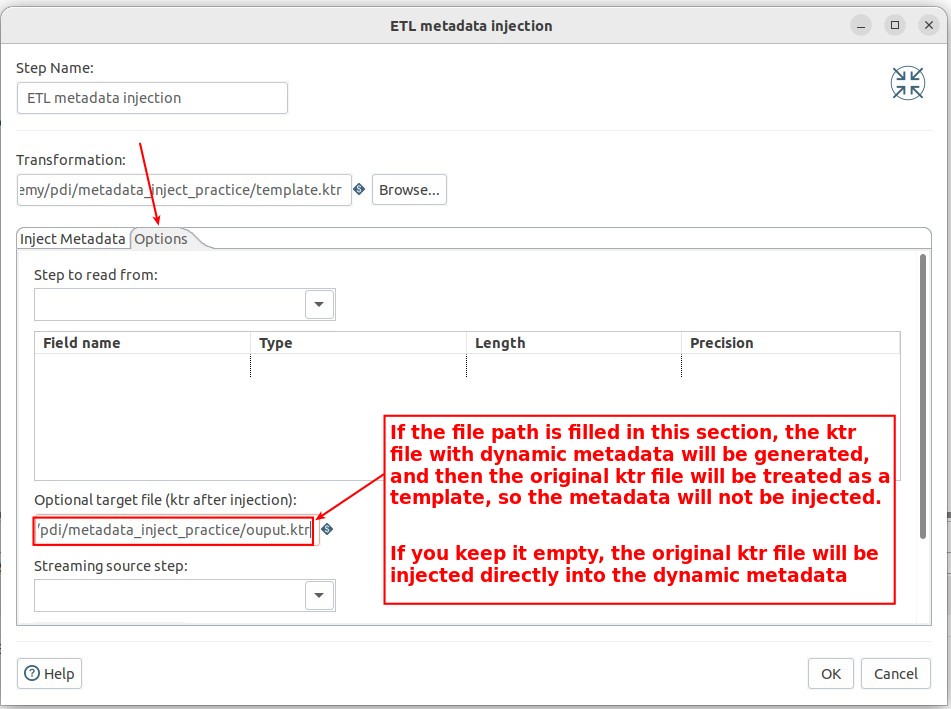 ETL metadata injection
Step Name:
ETL metadata injection
Transformation:
emy/pdi/metadata_inject_practice/template.ktr
Browse...
Inject Metadata
Options
Step to read from:
Field name
Type
Length
Precision
If the file path is filled in this section, the ktr
file with dynamic metadata will be generated,
and then the original ktr file will be treated as a
template, so the metadata will not be injected.
If you keep it empty, the original ktr file will be
injected directly into the dynamic metadata
Optional target file (ktr after injection):
/pdi/metadata_inject_practice/ouput.ktr
Streaming source step:
Help
OK
Cancel